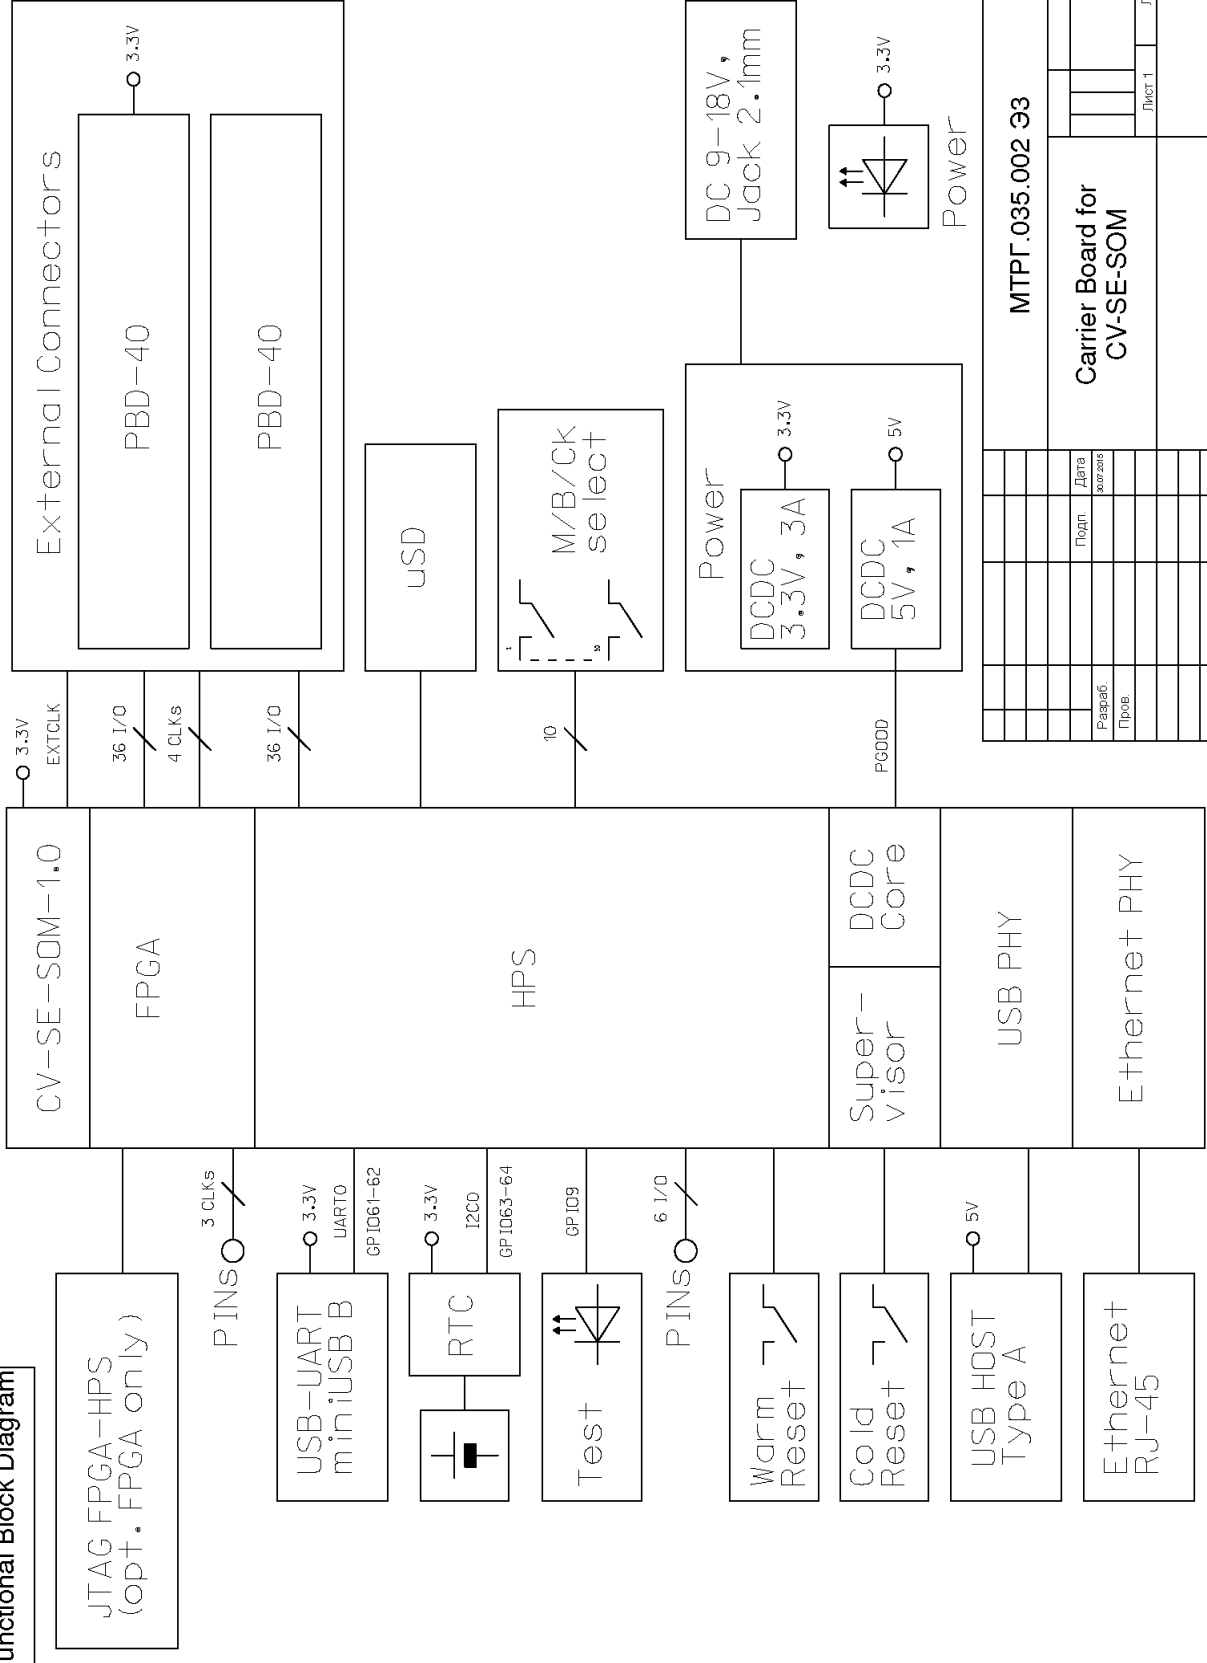 unctional Block Diagram
JTAG FPGA-HPS
(opt. FPGA only)
PINs
3 CLKs
USB-UART
miniUSB B
3.3V
UART0
GPIO61-62
RTC
3.3V
I2C0
GPIO63-64
Test
GPIO9
PINs
6 I/O
Warm
Reset
Cold
Reset
USB HOST
Type A
5V
Ethernet
RJ-45
CV-SE-SOM-1.0
FPGA
HPS
Super-
visor
DCDC
Core
USB PHY
Ethernet PHY
3.3V
EXTCLK
36 I/O
4 CLKs
36 I/O
10
PGOOD
External Connectors
PBD-40
3.3V
PBD-40
uSD
M/B/CK
select
1
10
Power
DCDC
3.3V, 3A
3.3V
DCDC
5V, 1A
5V
DC 9-18V,
Jack 2.1mm
3.3V
Power
МТРГ.035.002 Э3
Carrier Board for
CV-SE-SOM
Подп.
Дата
Разраб.
30.07.2015
Пров.
Лист 1